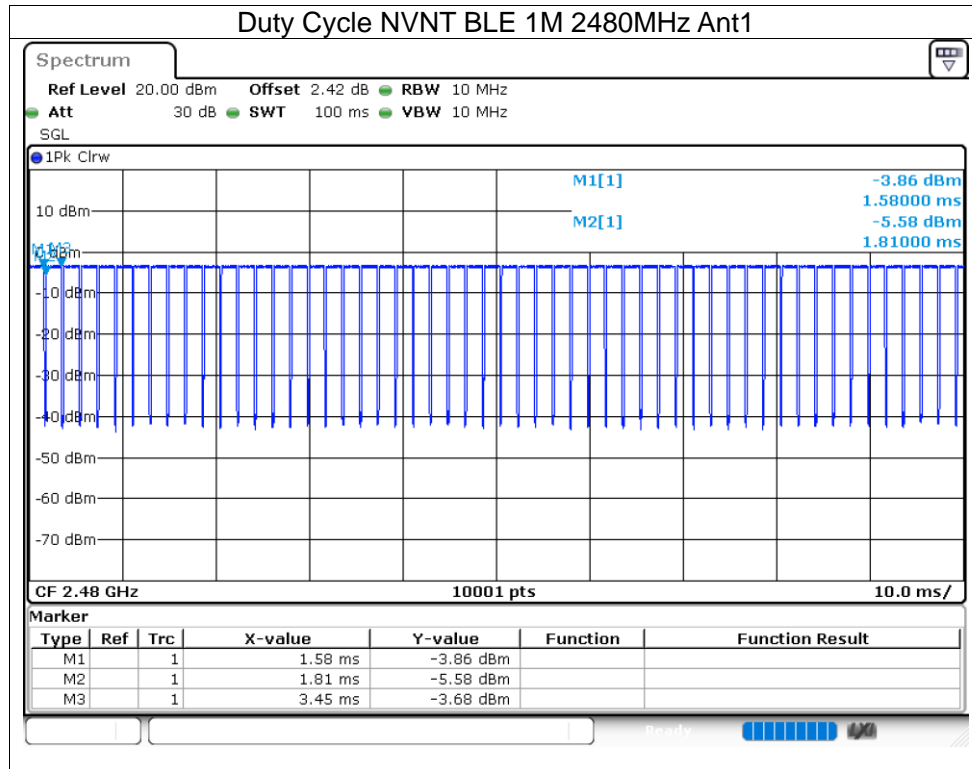 Duty Cycle NVNT BLE 1M 2480MHz Ant1
Spectrum
Ref Level 20.00 dBm Offset 2.42 dB RBW 10 MHz
Att 30 dB SWT 100 ms VBW 10 MHz
SGL
1Pk Clrw
M1[1] -3.86 dBm
1.58000 ms
10 dBm
M2[1] -5.58 dBm
1.81000 ms
M3
0 dBm
-10 dBm
-20 dBm
-30 dBm
-40 dBm
-50 dBm
-60 dBm
-70 dBm
CF 2.48 GHz 10001 pts 10.0 ms/
Marker
Type Ref Trc X-value Y-value Function Function Result
M1 1 1.58 ms -3.86 dBm
M2 1 1.81 ms -5.58 dBm
M3 1 3.45 ms -3.68 dBm
Ready LXI